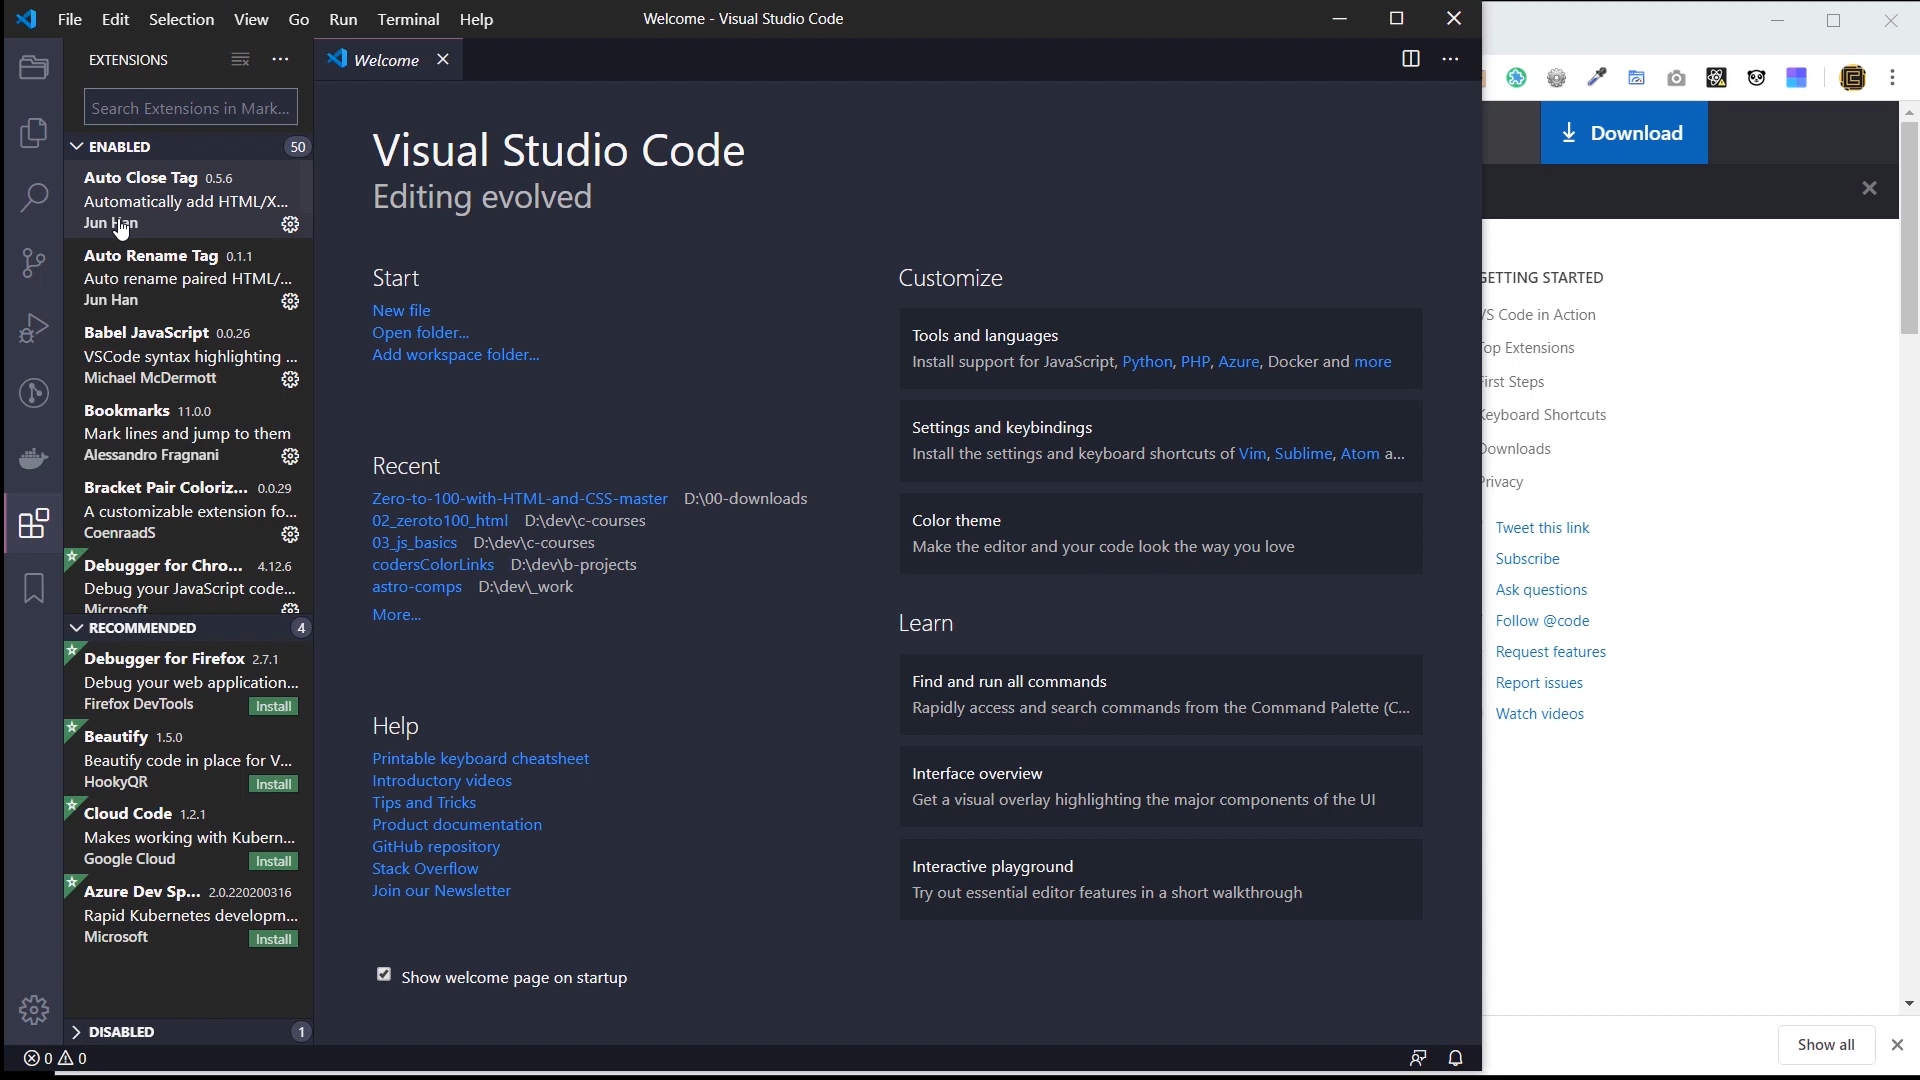 File Edit Selection View Go Run Terminal Help
Welcome - Visual Studio Code
EXTENSIONS
Search Extensions in Mark...
ENABLED 50
Auto Close Tag 0.5.6
Automatically add HTML/X...
Jun Han
Auto Rename Tag 0.1.1
Auto rename paired HTML/...
Jun Han
Babel JavaScript 0.0.26
VSCode syntax highlighting ...
Michael McDermott
Bookmarks 11.0.0
Mark lines and jump to them
Alessandro Fragnani
Bracket Pair Coloriz... 0.0.29
A customizable extension fo...
CoenraadS
Debugger for Chro... 4.12.6
Debug your JavaScript code...
Microsoft
RECOMMENDED 4
Debugger for Firefox 2.7.1
Debug your web application...
Firefox DevTools Install
Beautify 1.5.0
Beautify code in place for V...
HookyQR Install
Cloud Code 1.2.1
Makes working with Kubern...
Google Cloud Install
Azure Dev Sp... 2.0.220200316
Rapid Kubernetes developm...
Microsoft Install
DISABLED 1
0 0
Welcome
Visual Studio Code
Editing evolved
Start
New file
Open folder...
Add workspace folder...
Recent
Zero-to-100-with-HTML-and-CSS-master D:\00-downloads
02_zeroto100_html D:\dev\c-courses
03_js_basics D:\dev\c-courses
codersColorLinks D:\dev\b-projects
astro-comps D:\dev\_work
More...
Help
Printable keyboard cheatsheet
Introductory videos
Tips and Tricks
Product documentation
GitHub repository
Stack Overflow
Join our Newsletter
Show welcome page on startup
Customize
Tools and languages
Install support for JavaScript, Python, PHP, Azure, Docker and more
Settings and keybindings
Install the settings and keyboard shortcuts of Vim, Sublime, Atom a...
Color theme
Make the editor and your code look the way you love
Learn
Find and run all commands
Rapidly access and search commands from the Command Palette (C...
Interface overview
Get a visual overlay highlighting the major components of the UI
Interactive playground
Try out essential editor features in a short walkthrough
Download
GETTING STARTED
VS Code in Action
Top Extensions
First Steps
Keyboard Shortcuts
Downloads
Privacy
Tweet this link
Subscribe
Ask questions
Follow @code
Request features
Report issues
Watch videos
Show all